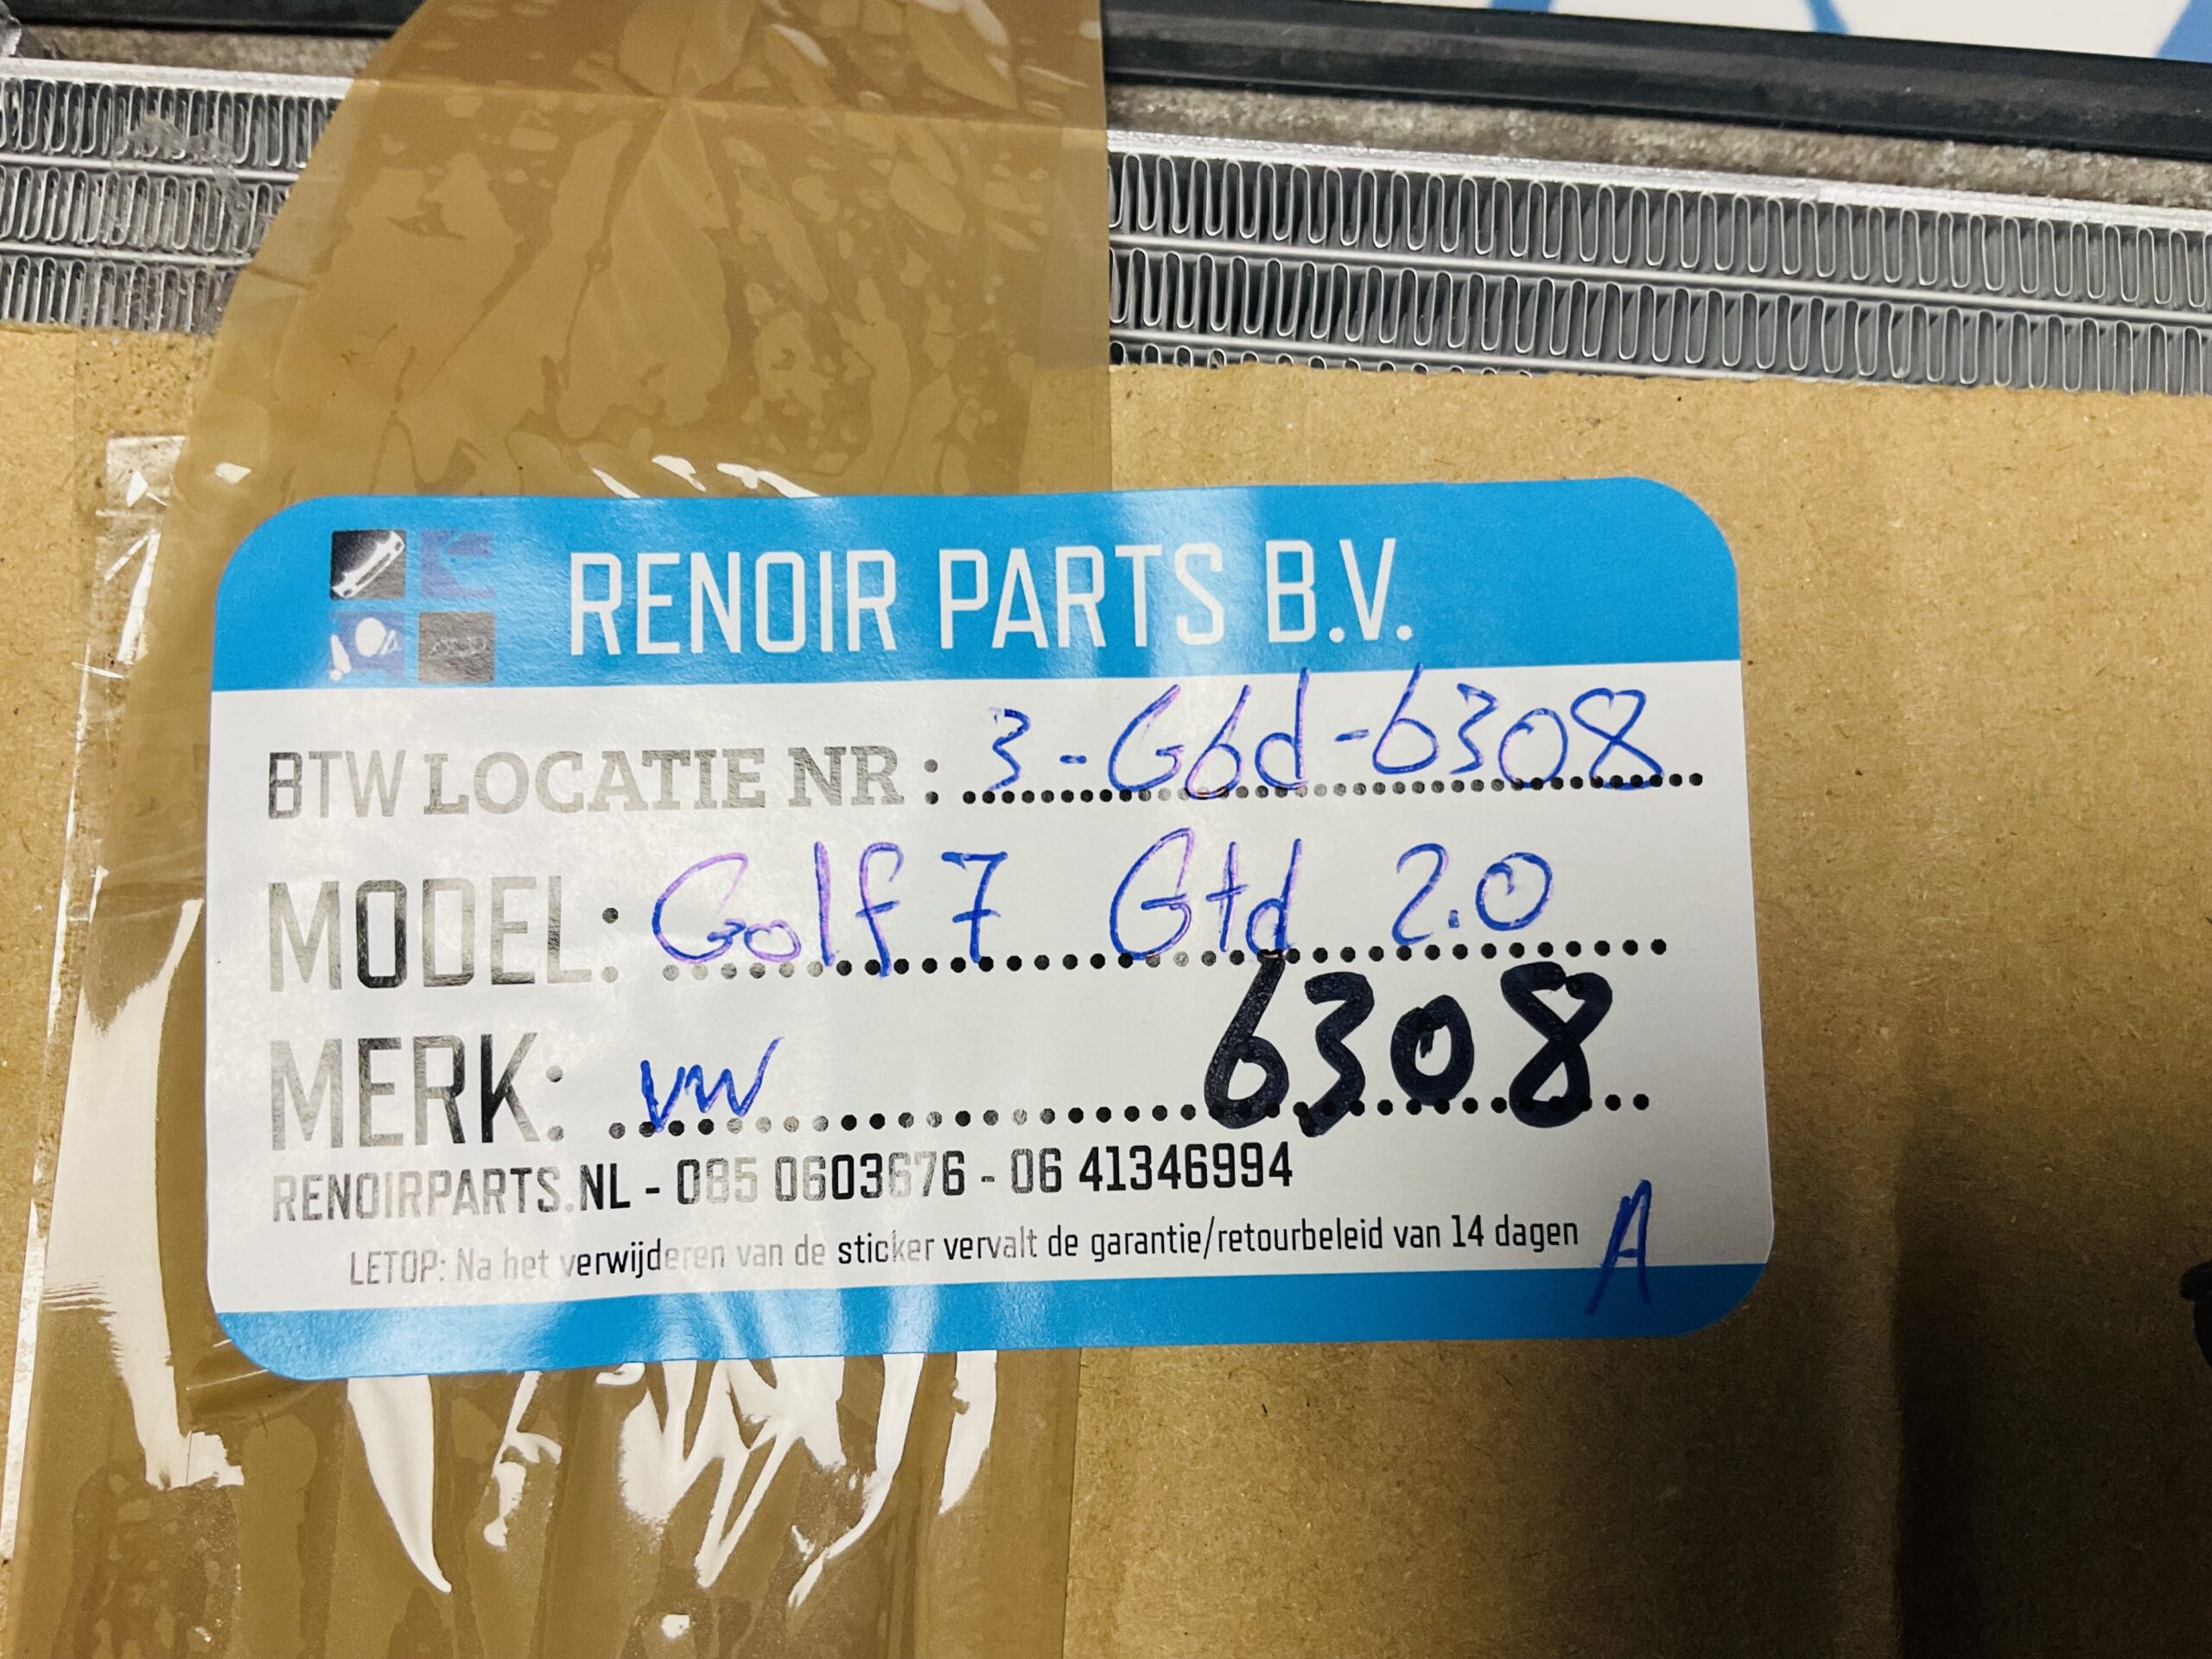 RENOIR PARTS B.V.
BTW LOCATIE NR: 3-G6d-6308
MODEL: Golf 7 Gtd 2.0
MERK: VW 6308
RENOIRPARTS.NL - 085 0603676 - 06 41346994
LETOP: Na het verwijderen van de sticker vervalt de garantie/retourbeleid van 14 dagen A